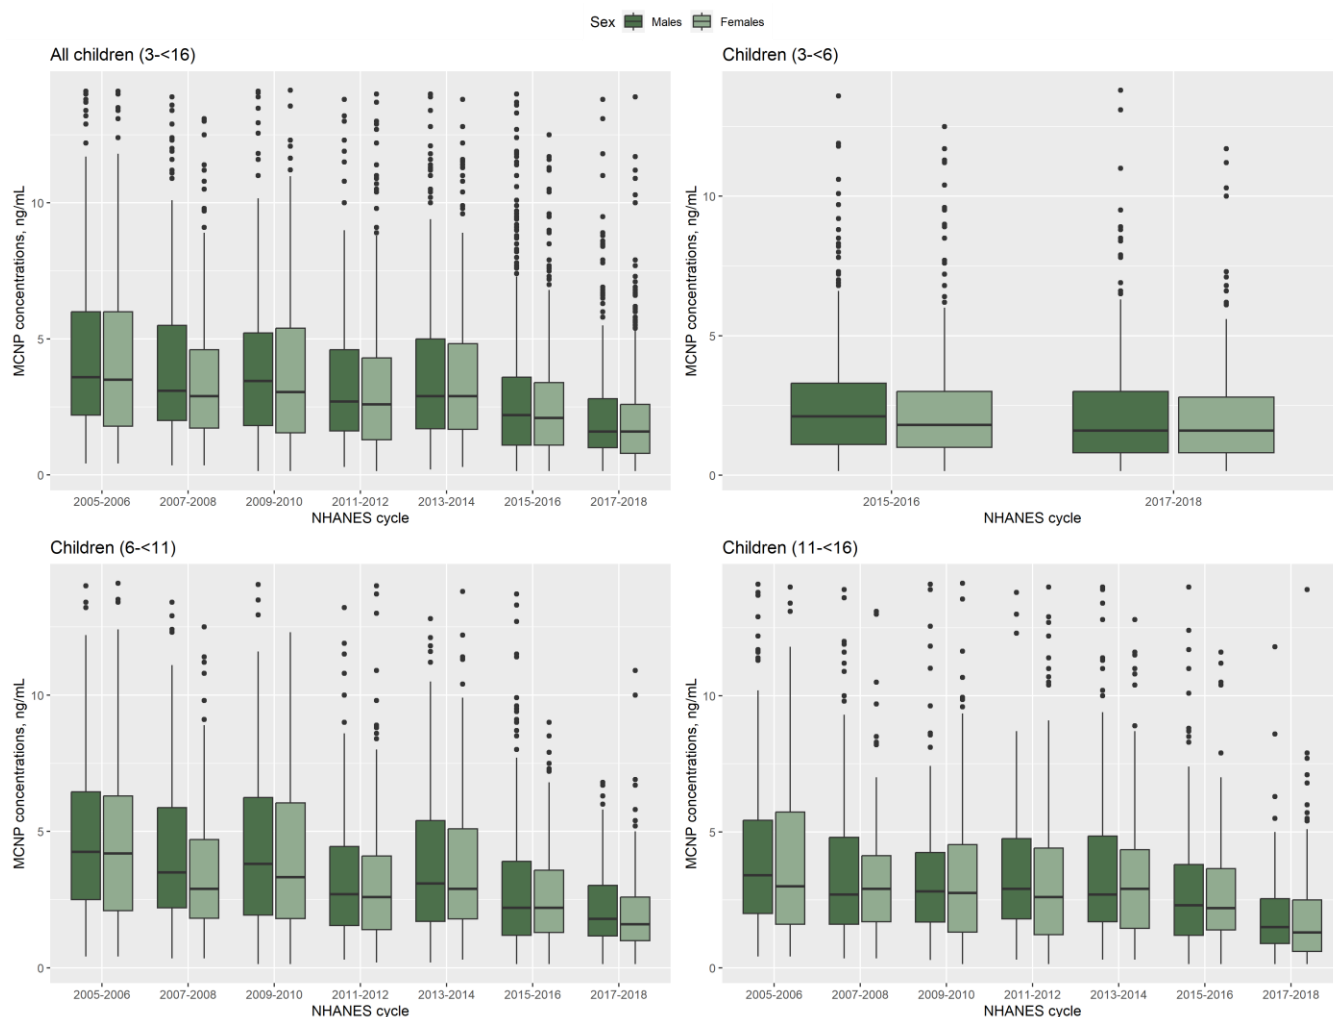 Sex Males Females
All children (3-<16)
MCNP concentrations, ng/mL
10
5
0
2005-2006 2007-2008 2009-2010 2011-2012 2013-2014 2015-2016 2017-2018
NHANES cycle
Children (3-<6)
MCNP concentrations, ng/mL
10
5
0
2015-2016 2017-2018
NHANES cycle
Children (6-<11)
MCNP concentrations, ng/mL
10
5
0
2005-2006 2007-2008 2009-2010 2011-2012 2013-2014 2015-2016 2017-2018
NHANES cycle
Children (11-<16)
MCNP concentrations, ng/mL
10
5
0
2005-2006 2007-2008 2009-2010 2011-2012 2013-2014 2015-2016 2017-2018
NHANES cycle